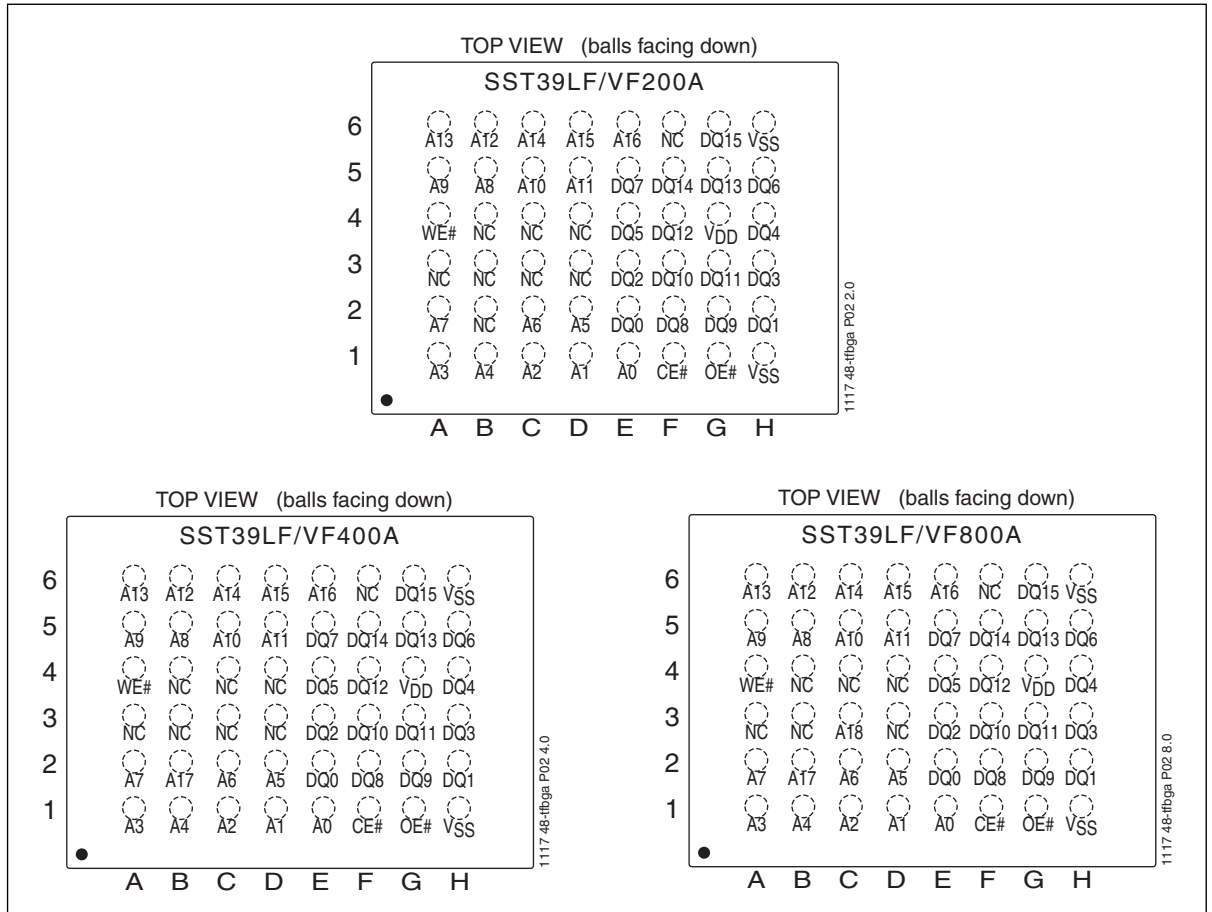 TOP VIEW (balls facing down)
SST39LF/VF200A
6 A13 A12 A14 A15 A16 NC DQ15 VSS
5 A9 A8 A10 A11 DQ7 DQ14 DQ13 DQ6
4 WE# NC NC NC DQ5 DQ12 VDD DQ4
3 NC NC NC NC DQ2 DQ10 DQ11 DQ3
2 A7 NC A6 A5 DQ0 DQ8 DQ9 DQ1
1 A3 A4 A2 A1 A0 CE# OE# VSS
A B C D E F G H
1117 48-tfbga P02 2.0
TOP VIEW (balls facing down)
SST39LF/VF400A
6 A13 A12 A14 A15 A16 NC DQ15 VSS
5 A9 A8 A10 A11 DQ7 DQ14 DQ13 DQ6
4 WE# NC NC NC DQ5 DQ12 VDD DQ4
3 NC NC NC NC DQ2 DQ10 DQ11 DQ3
2 A7 A17 A6 A5 DQ0 DQ8 DQ9 DQ1
1 A3 A4 A2 A1 A0 CE# OE# VSS
A B C D E F G H
1117 48-tfbga P02 4.0
TOP VIEW (balls facing down)
SST39LF/VF800A
6 A13 A12 A14 A15 A16 NC DQ15 VSS
5 A9 A8 A10 A11 DQ7 DQ14 DQ13 DQ6
4 WE# NC NC NC DQ5 DQ12 VDD DQ4
3 NC NC A18 NC DQ2 DQ10 DQ11 DQ3
2 A7 A17 A6 A5 DQ0 DQ8 DQ9 DQ1
1 A3 A4 A2 A1 A0 CE# OE# VSS
A B C D E F G H
1117 48-tfbga P02 8.0